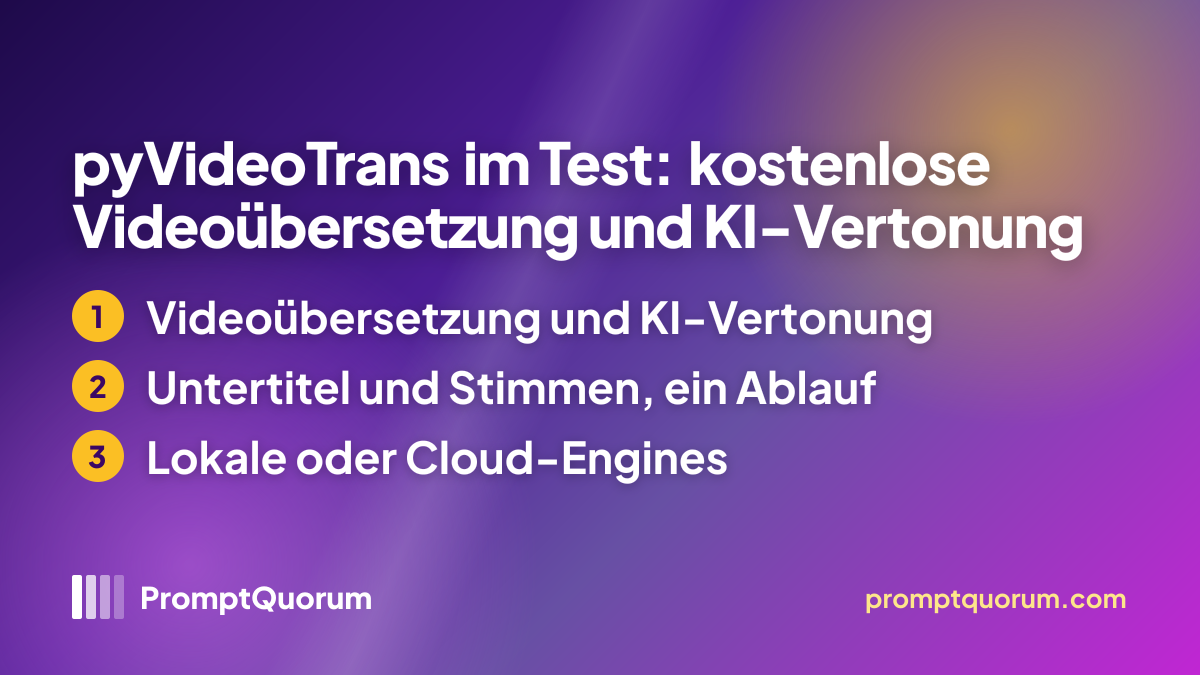 pyVideoTrans im Test: kostenlose
Videoübersetzung und KI-Vertonung
1 Videoübersetzung und KI-Vertonung
2 Untertitel und Stimmen, ein Ablauf
3 Lokale oder Cloud-Engines
PromptQuorum
promptquorum.com